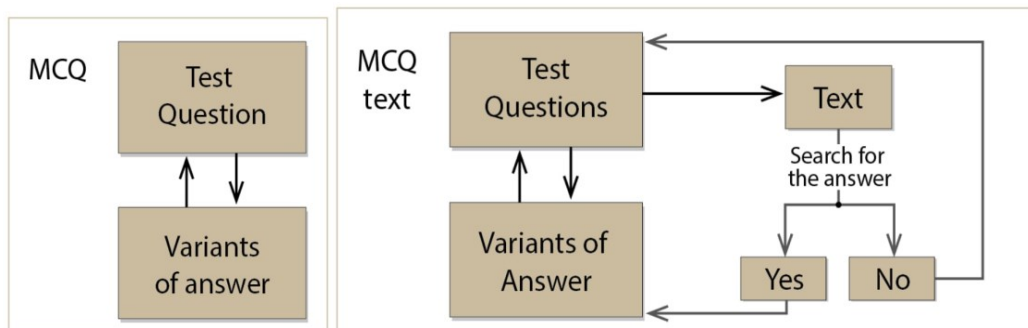 MCQ
Test
Question
Variants
of answer
MCQ
text
Test
Questions
Text
Search for
the answer
Variants of
Answer
Yes
No